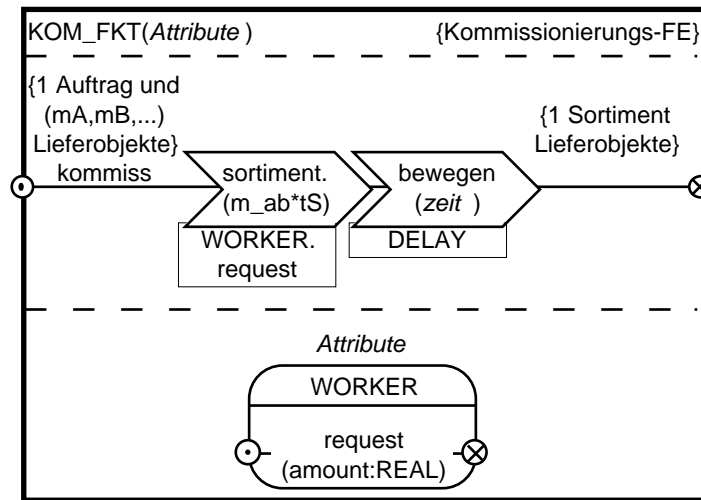 KOM_FKT(Attribute) {Kommissionierungs-FE}
{1 Auftrag und
(mA,mB,...)
Lieferobjekte}
kommiss
{1 Sortiment
Lieferobjekte}
sortiment.
(m_ab*tS)
bewegen
(zeit)
WORKER.
request
DELAY
Attribute
WORKER
request
(amount:REAL)